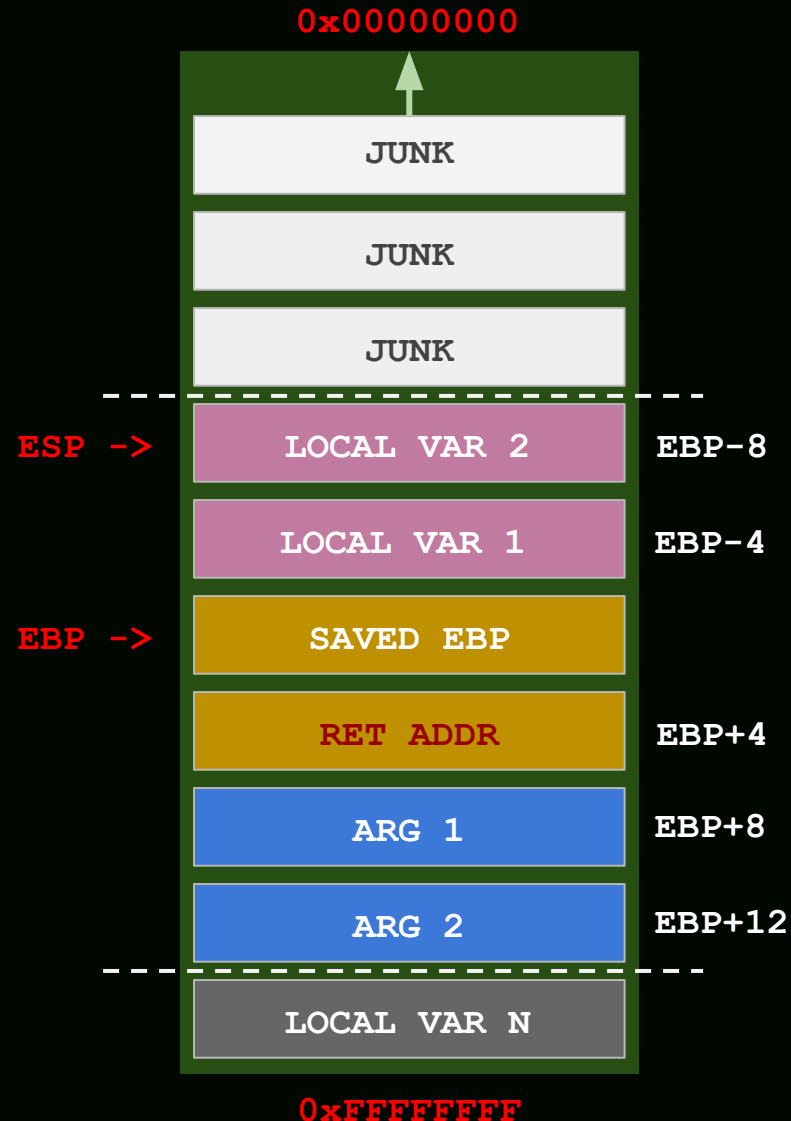 0x00000000
JUNK
JUNK
JUNK
ESP -> LOCAL VAR 2 EBP-8
LOCAL VAR 1 EBP-4
EBP -> SAVED EBP
RET ADDR EBP+4
ARG 1 EBP+8
ARG 2 EBP+12
LOCAL VAR N
0xFFFFFFFF